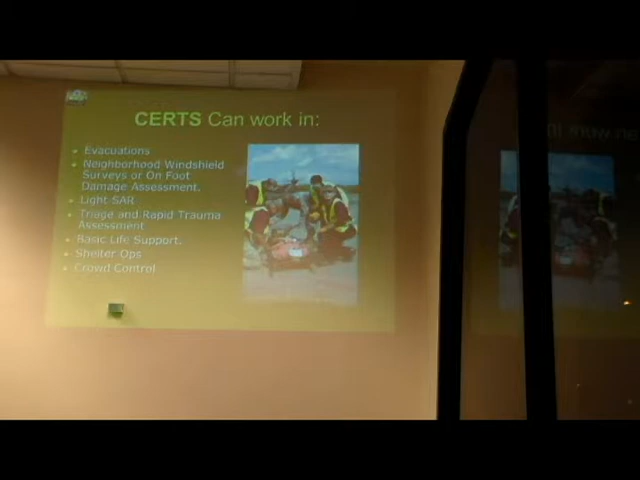 CERTS Can work in:
Evacuations
Neighborhood Windshield
Surveys or On Foot
Damage Assessment.
Light SAR
Triage and Rapid Trauma
Assessment
Basic Life Support.
Shelter Ops
Crowd Control